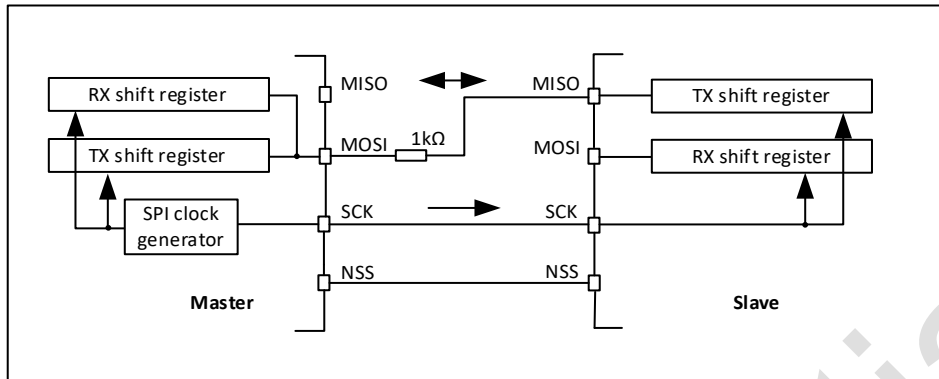 RX shift register
TX shift register
SPI clock
generator
Master
MISO
MOSI
1kΩ
SCK
NSS
MISO
MOSI
SCK
NSS
TX shift register
RX shift register
Slave